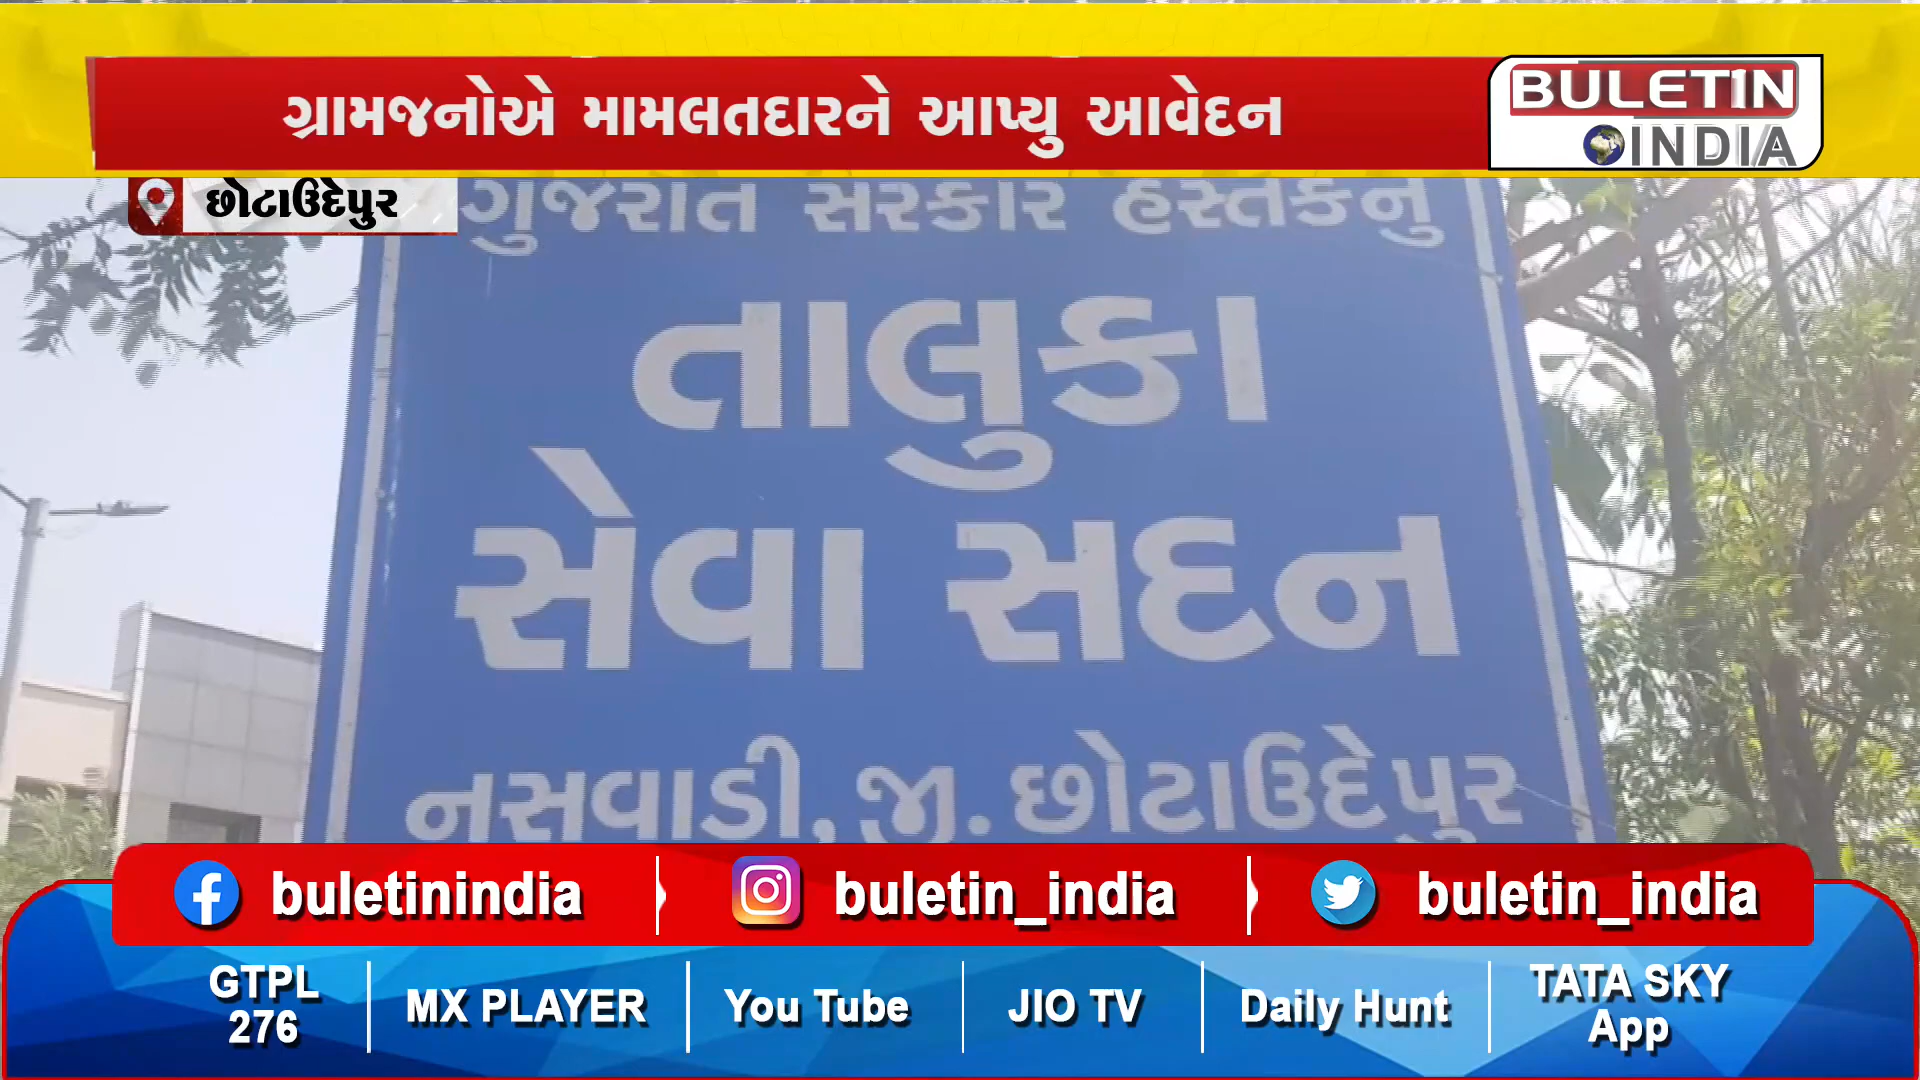 ગ્રામજનોએ મામલતદારને આપ્યુ આવેદન
BULETIN
INDIA
છોટાઉદેપુર
ગુજરાત સરકાર હસ્તકનુ
તાલુકા
સેવા સદન
નસવાડી, જી. છોટાઉદેપુર
buletinindia
buletin_india
buletin_india
GTPL
276
MX PLAYER
You Tube
JIO TV
Daily Hunt
TATA SKY
App